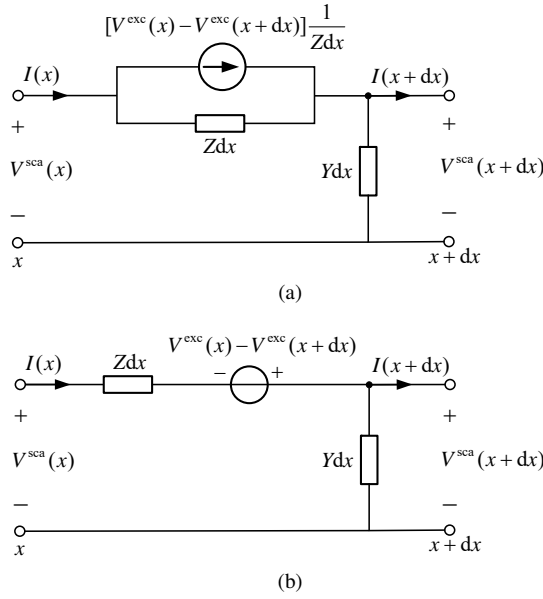 [V^exc(x) − V^exc(x+dx)] 1/Zdx
I(x)
I(x+dx)
+
+
Zdx
V^sca(x)
Ydx
V^sca(x+dx)
−
−
x
x+dx
(a)
V^exc(x) − V^exc(x+dx)
I(x)
Zdx
I(x+dx)
− +
+
+
V^sca(x)
Ydx
V^sca(x+dx)
−
−
x
x+dx
(b)